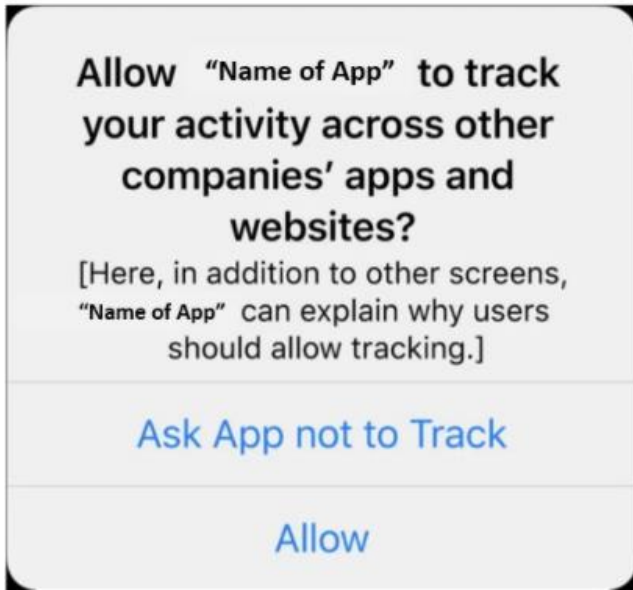 Allow “Name of App” to track
your activity across other
companies’ apps and
websites?
[Here, in addition to other screens,
“Name of App” can explain why users
should allow tracking.]
Ask App not to Track
Allow